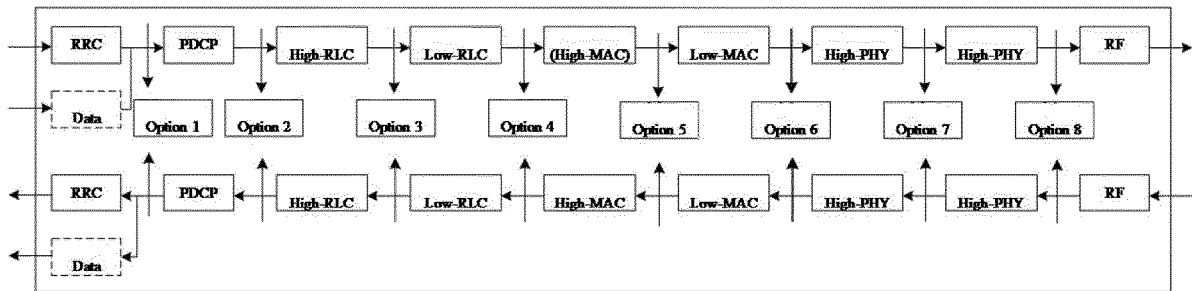 RRC PDCP High-RLC Low-RLC (High-MAC) Low-MAC High-PHY High-PHY RF
Data Option 1 Option 2 Option 3 Option 4 Option 5 Option 6 Option 7 Option 8
RRC PDCP High-RLC Low-RLC High-MAC Low-MAC High-PHY High-PHY RF
Data